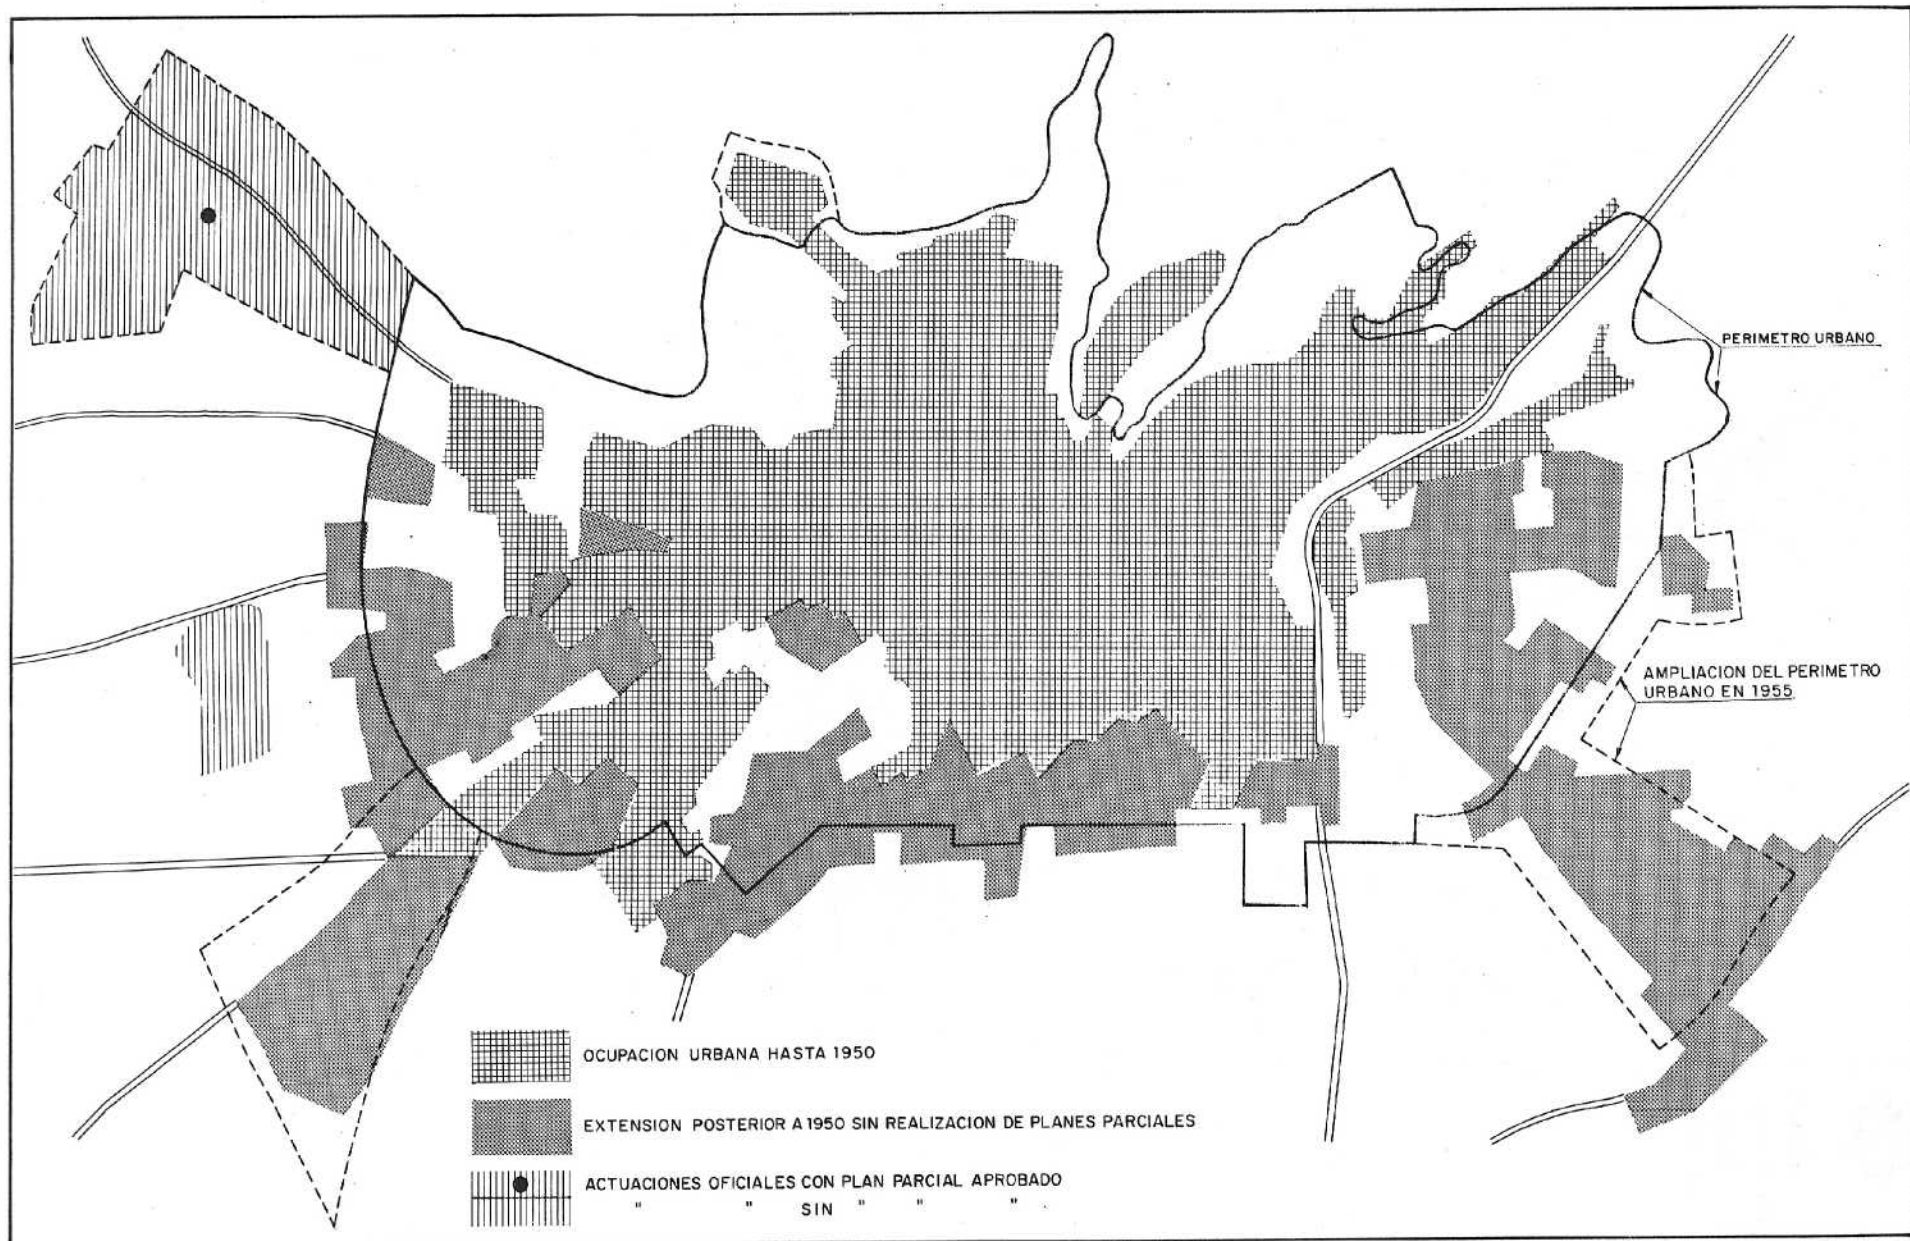 PERIMETRO URBANO
AMPLIACION DEL PERIMETRO
URBANO EN 1955
OCUPACION URBANA HASTA 1950
EXTENSION POSTERIOR A 1950 SIN REALIZACION DE PLANES PARCIALES
ACTUACIONES OFICIALES CON PLAN PARCIAL APROBADO
" " SIN " " " .